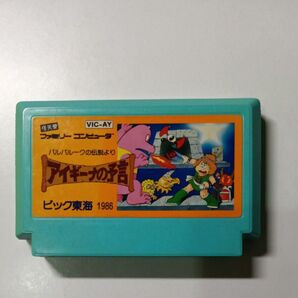 任天堂
ファミリー コンピュータ
VIC-AY
バルバルークの伝説より
アイギーナの予言
ビック東海 1986